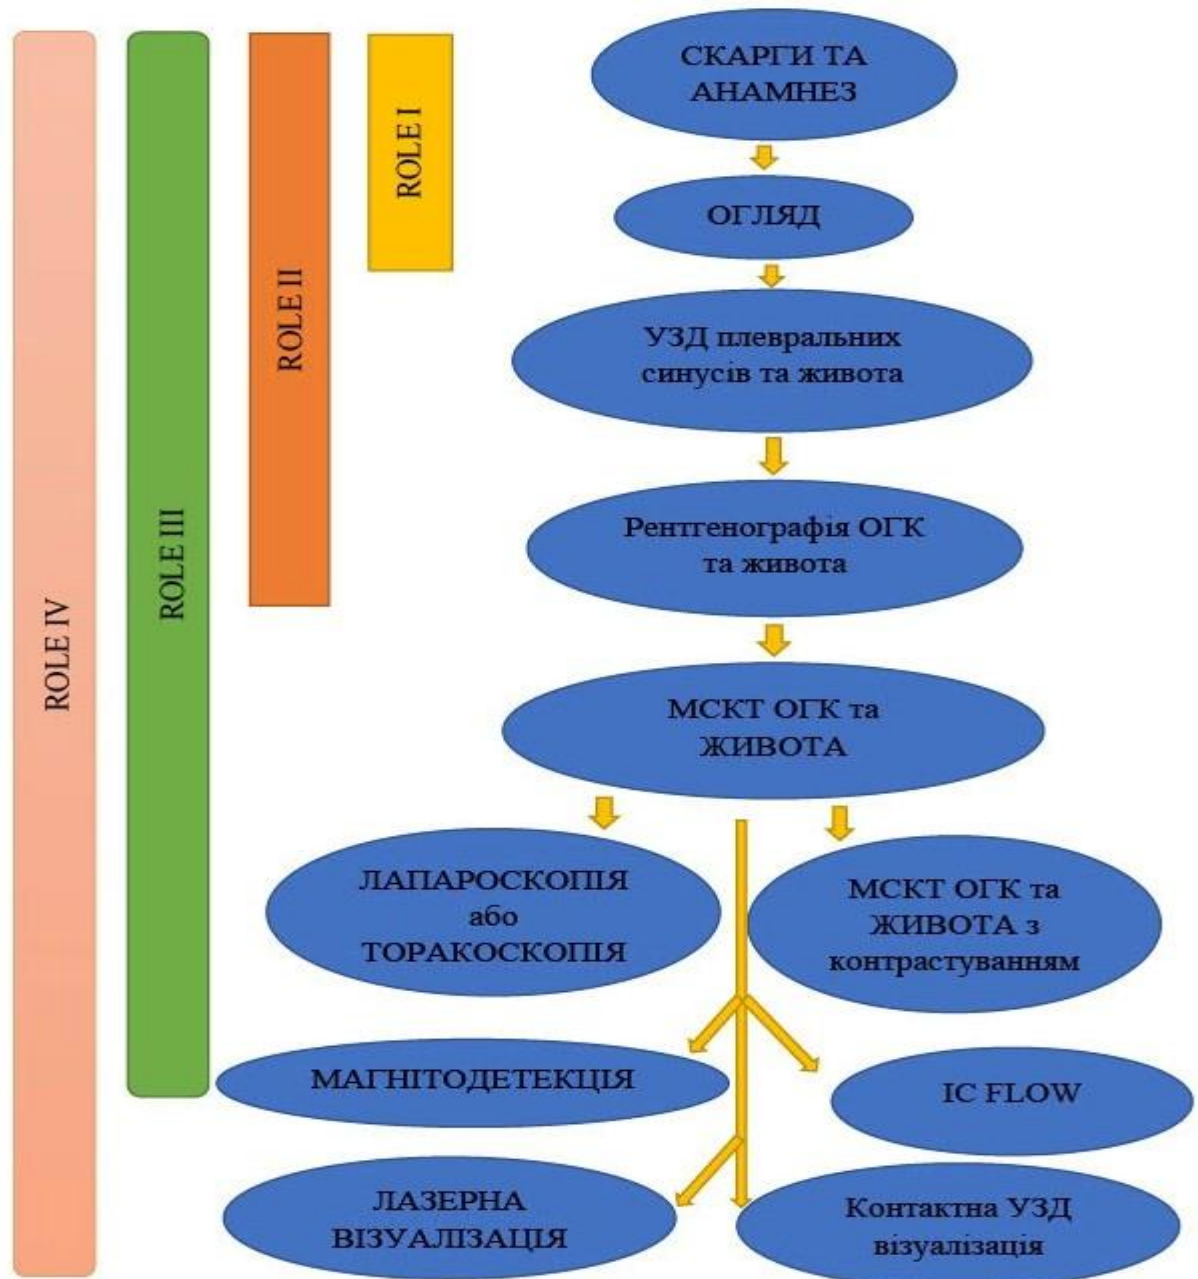 ROLE IV
ROLE III
ROLE II
ROLE I
СКАРГИ ТА
АНАМНЕЗ
ОГЛЯД
УЗД плевральних
синусів та живота
Рентгенографія ОГК
та живота
МСКТ ОГК та
ЖИВОТА
ЛАПАРОСКОПІЯ
або
ТОРАКОСКОПІЯ
МСКТ ОГК та
ЖИВОТА з
контрастуванням
МАГНІТОДЕТЕКЦІЯ
IC FLOW
ЛАЗЕРНА
ВІЗУАЛІЗАЦІЯ
Контактна УЗД
візуалізація